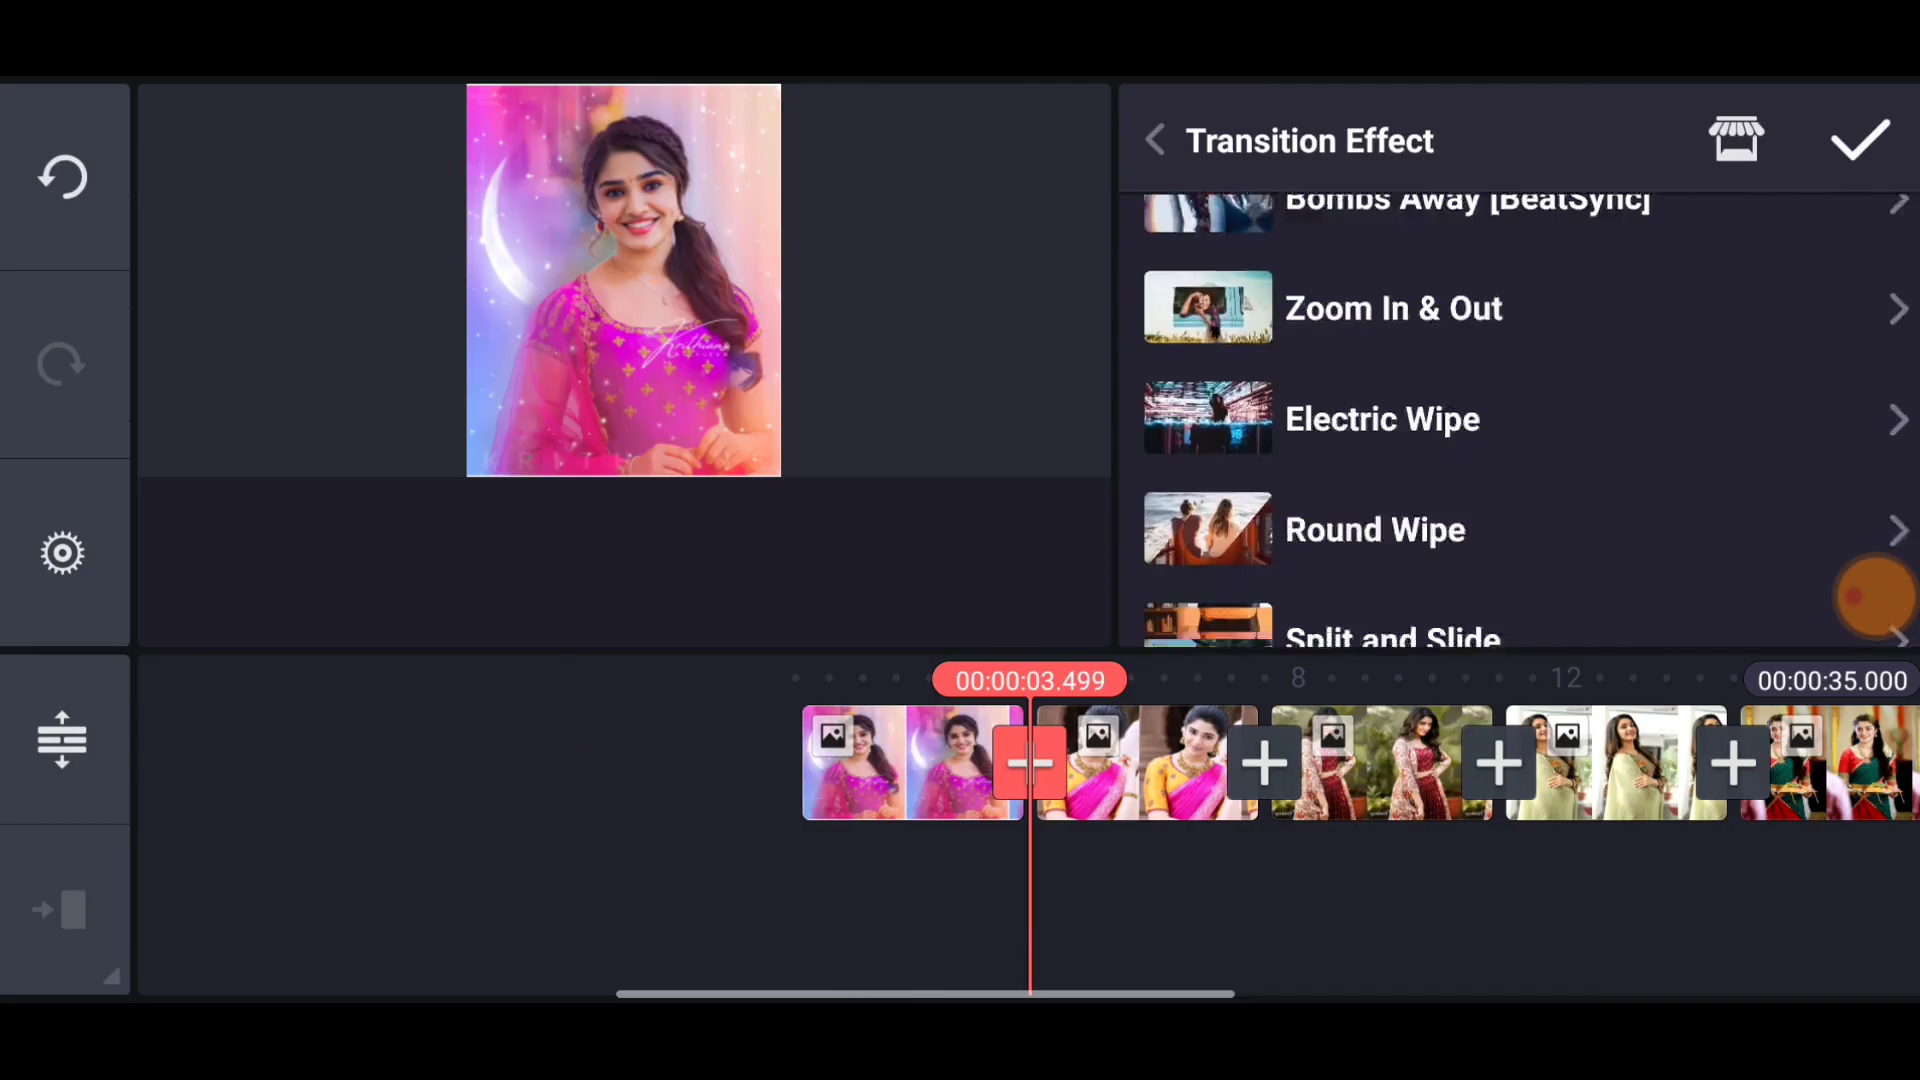 Transition Effect
Bombs Away [BeatSync]
Zoom In & Out
Electric Wipe
Round Wipe
Split and Slide
00:00:03.499
8
12
00:00:35.000